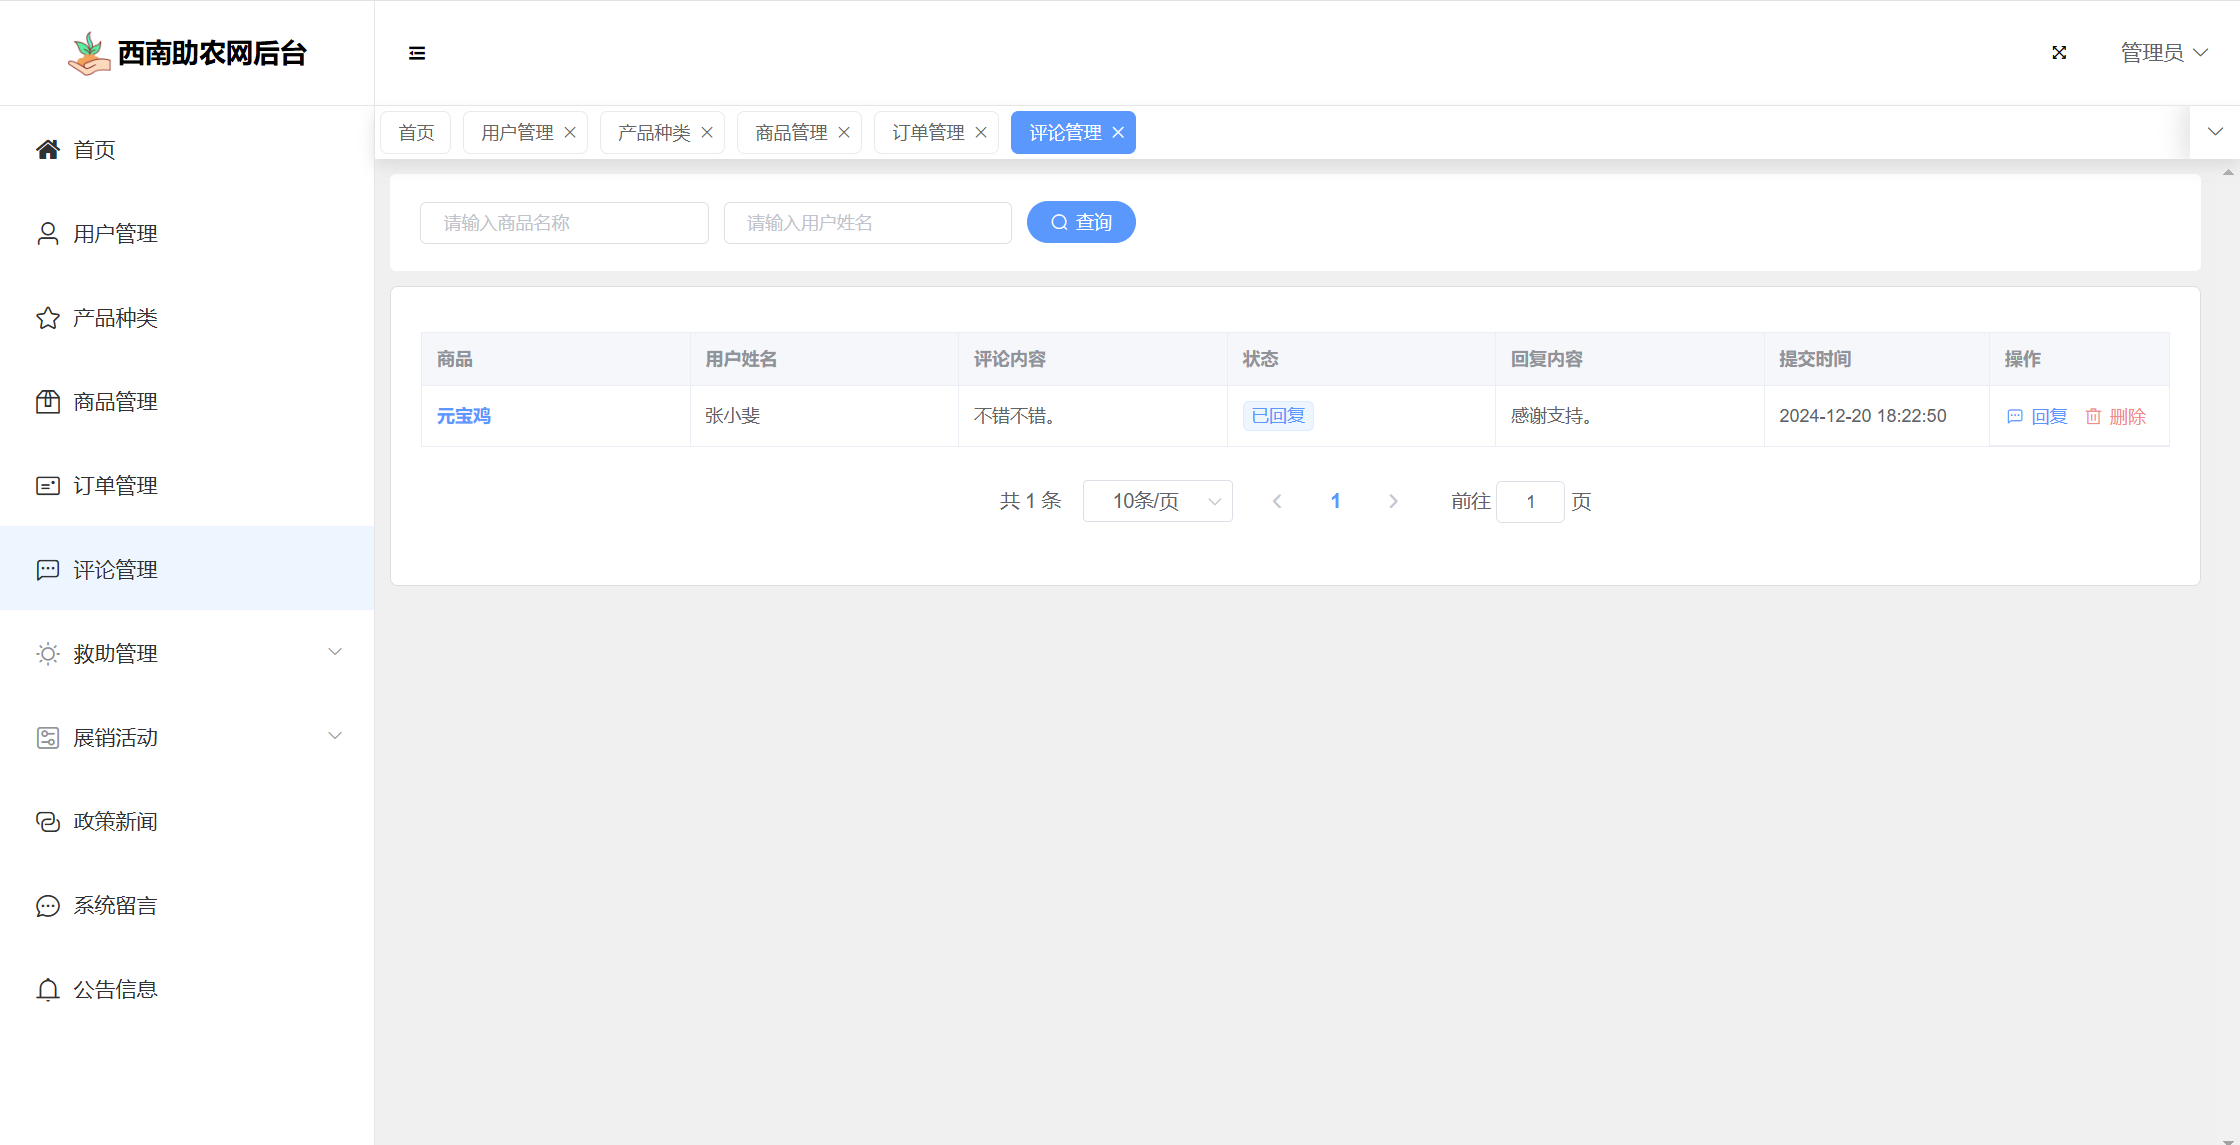 西南助农网后台
管理员
首页
用户管理
产品种类
商品管理
订单管理
评论管理
救助管理
展销活动
政策新闻
系统留言
公告信息
首页 用户管理 产品种类 商品管理 订单管理 评论管理
请输入商品名称 请输入用户姓名 查询
商品 用户姓名 评论内容 状态 回复内容 提交时间 操作
元宝鸡 张小斐 不错不错。 已回复 感谢支持。 2024-12-20 18:22:50 回复 删除
共 1 条 10条/页 1 前往 1 页